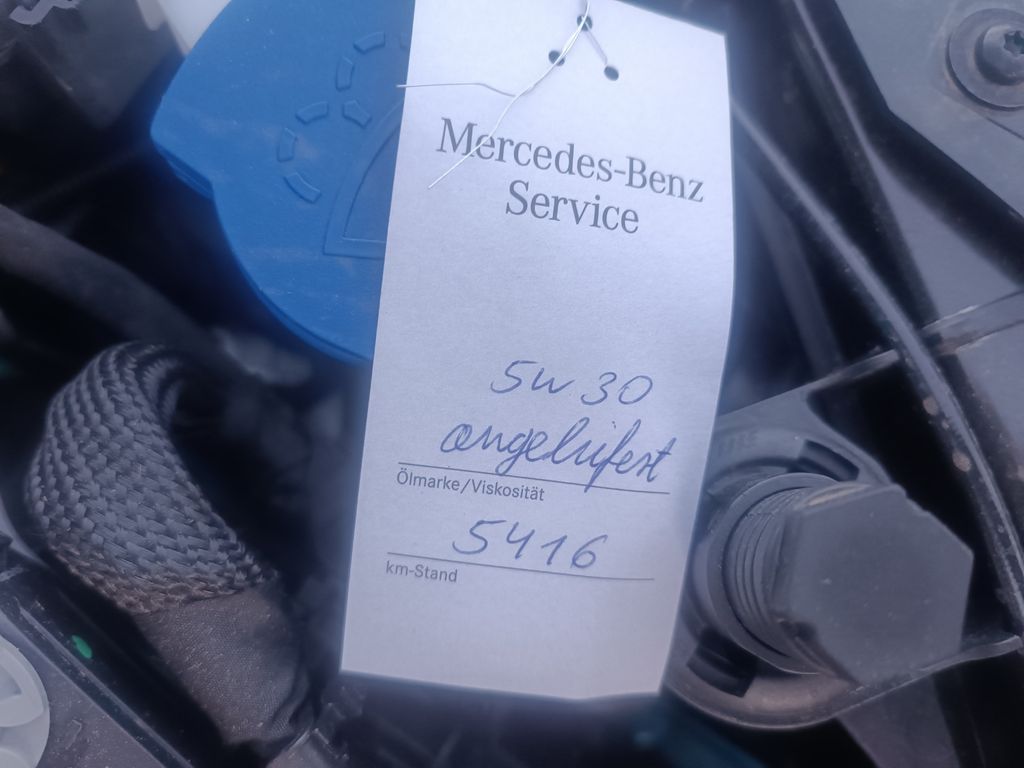 Mercedes-Benz
Service
5W30
angeliefert
Ölmarke/Viskosität
5416
km-Stand